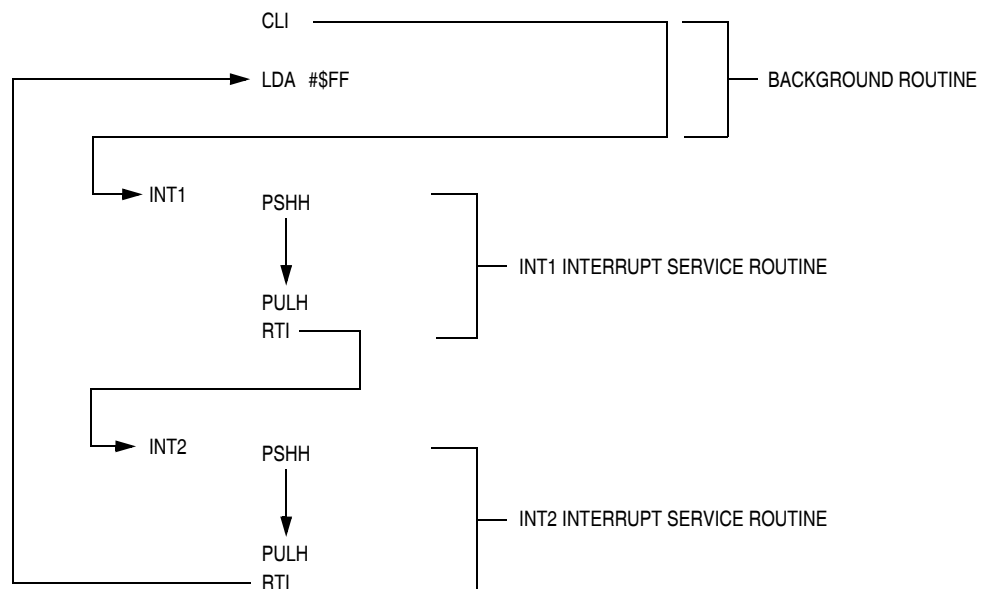 CLI
LDA #$FF
BACKGROUND ROUTINE
INT1
PSHH
INT1 INTERRUPT SERVICE ROUTINE
PULH
RTI
INT2
PSHH
INT2 INTERRUPT SERVICE ROUTINE
PULH
RTI